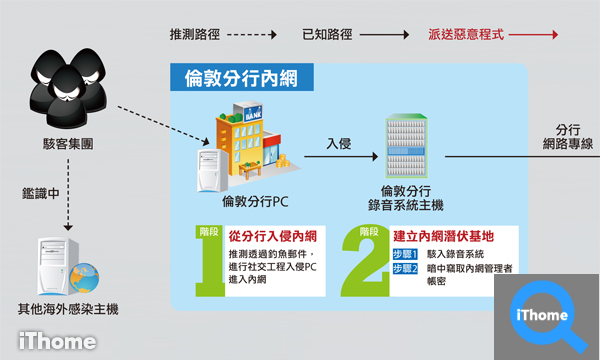 推測路徑
已知路徑
派送惡意程式
倫敦分行內網
駭客集團
BANK
入侵
分行
網路專線
倫敦分行PC
倫敦分行
錄音系統主機
鑑識中
其他海外感染主機
階段
1
從分行入侵內網
推測透過釣魚郵件，
進行社交工程入侵PC
進入內網
階段
2
建立內網潛伏基地
步驟1 駭入錄音系統
步驟2 暗中竊取內網管理者
帳密
iThome
iThome